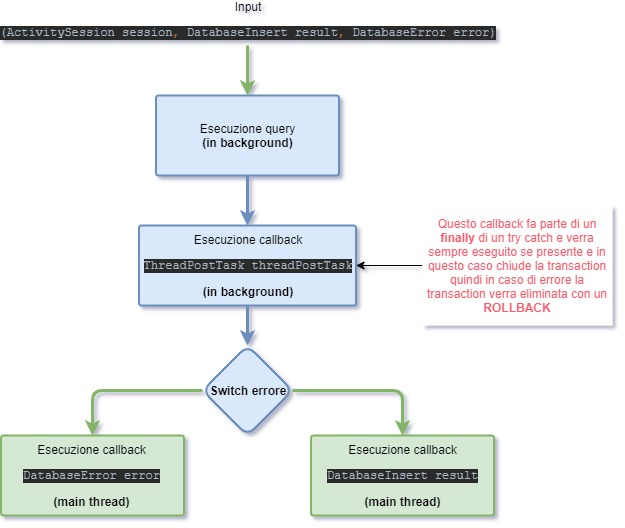 Input
(ActivitySession session, DatabaseInsert result, DatabaseError error)
Esecuzione query
(in background)
Esecuzione callback
ThreadPostTask threadPostTask
(in background)
Questo callback fa parte di un
finally di un try catch e verra
sempre eseguito se presente e in
questo caso chiude la transaction
quindi in caso di errore la
transaction verra eliminata con un
ROLLBACK
Switch errore
Esecuzione callback
DatabaseError error
(main thread)
Esecuzione callback
DatabaseInsert result
(main thread)